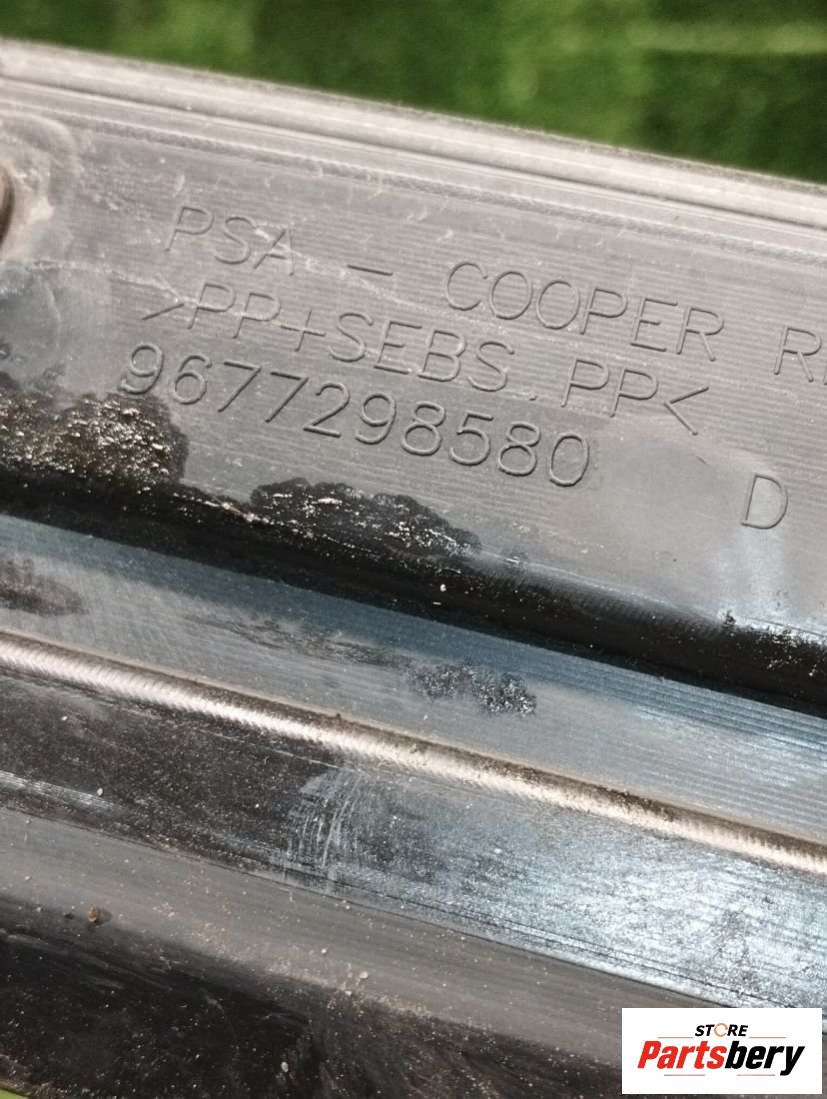 PSA - COOPER
>PP+SEBS.PP<
9677298580
D
STORE
Partsbery